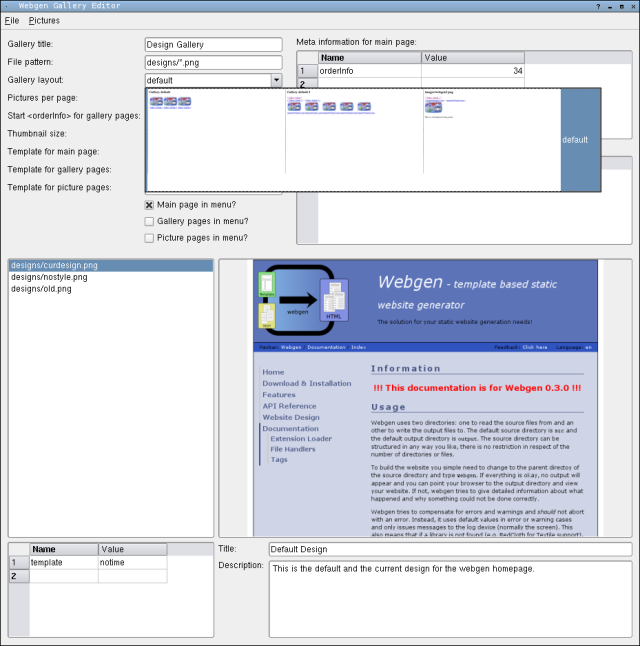 Webgen Gallery Editor
File Pictures
Gallery title: Design Gallery
File pattern: designs/*.png
Gallery layout: default
Pictures per page:
Start <orderInfo> for gallery pages:
Thumbnail size:
Template for main page:
Template for gallery pages:
Template for picture pages:
Main page in menu?
Gallery pages in menu?
Picture pages in menu?
Meta information for main page:
Name Value
1 orderInfo 34
2
default
designs/curdesign.png
designs/nostyle.png
designs/old.png
Webgen - template based static
website generator
The solution for your static website generation needs!
webgen
HTML
Webgen / Documentation / Index
Feedback: Click here Language: en
Home
Download & Installation
Features
API Reference
Website Design
Documentation
Extension Loader
File Handlers
Tags
Information
!!! This documentation is for Webgen 0.3.0 !!!
Usage
Webgen uses two directories: one to read the source files from and an
other to write the output files to. The default source directory is src and
the default output directory is output. The source directory can be
structured in any way you like, there is no restriction in respect of the
number of directories or files.
To build the website you simple need to change to the parent directoy of
the source directory and type webgen. If everything is okay, no output will
appear and you can point your browser to the output directory and view
your website. If not, webgen tries to give detailed information about what
happened and why something could not be done completely.
Webgen tries to compensate for errors and warnings and should not abort
with an error. Instead, it uses default values in error or warning cases
and only issues messages to the log device (normally the screen). This
also means that if a library is not found (e.g. RedCloth for Textile support),
Name Value
1 template notime
2
Title: Default Design
Description: This is the default and the current design for the webgen homepage.